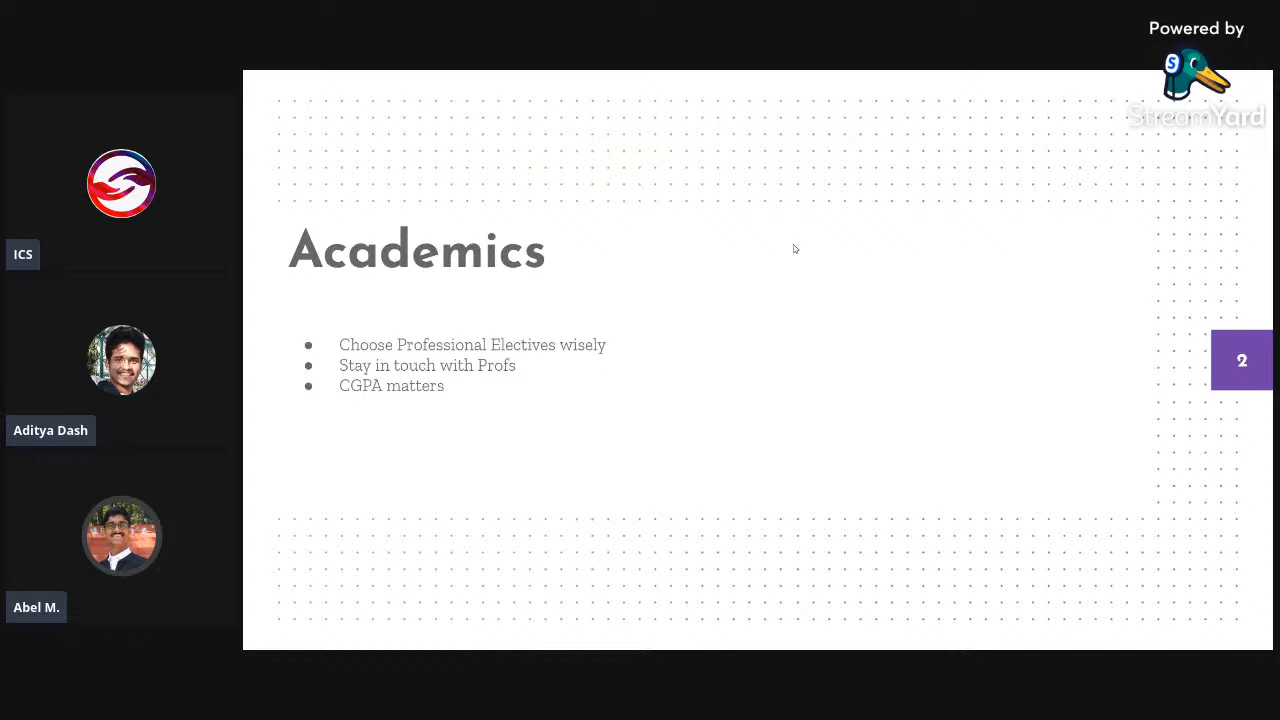 Powered by
S
StreamYard
ICS
Aditya Dash
Abel M.
Academics
● Choose Professional Electives wisely
● Stay in touch with Profs
● CGPA matters
2